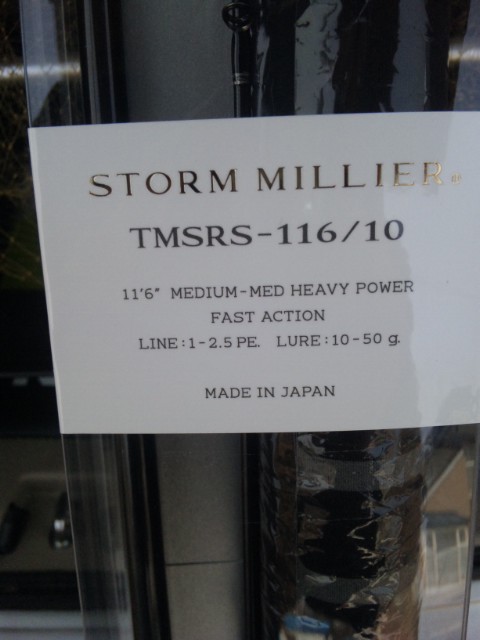 STORM MILLIER®
TMSRS-116/10
11'6" MEDIUM-MED HEAVY POWER
FAST ACTION
LINE:1-2.5 PE. LURE:10-50 g.
MADE IN JAPAN